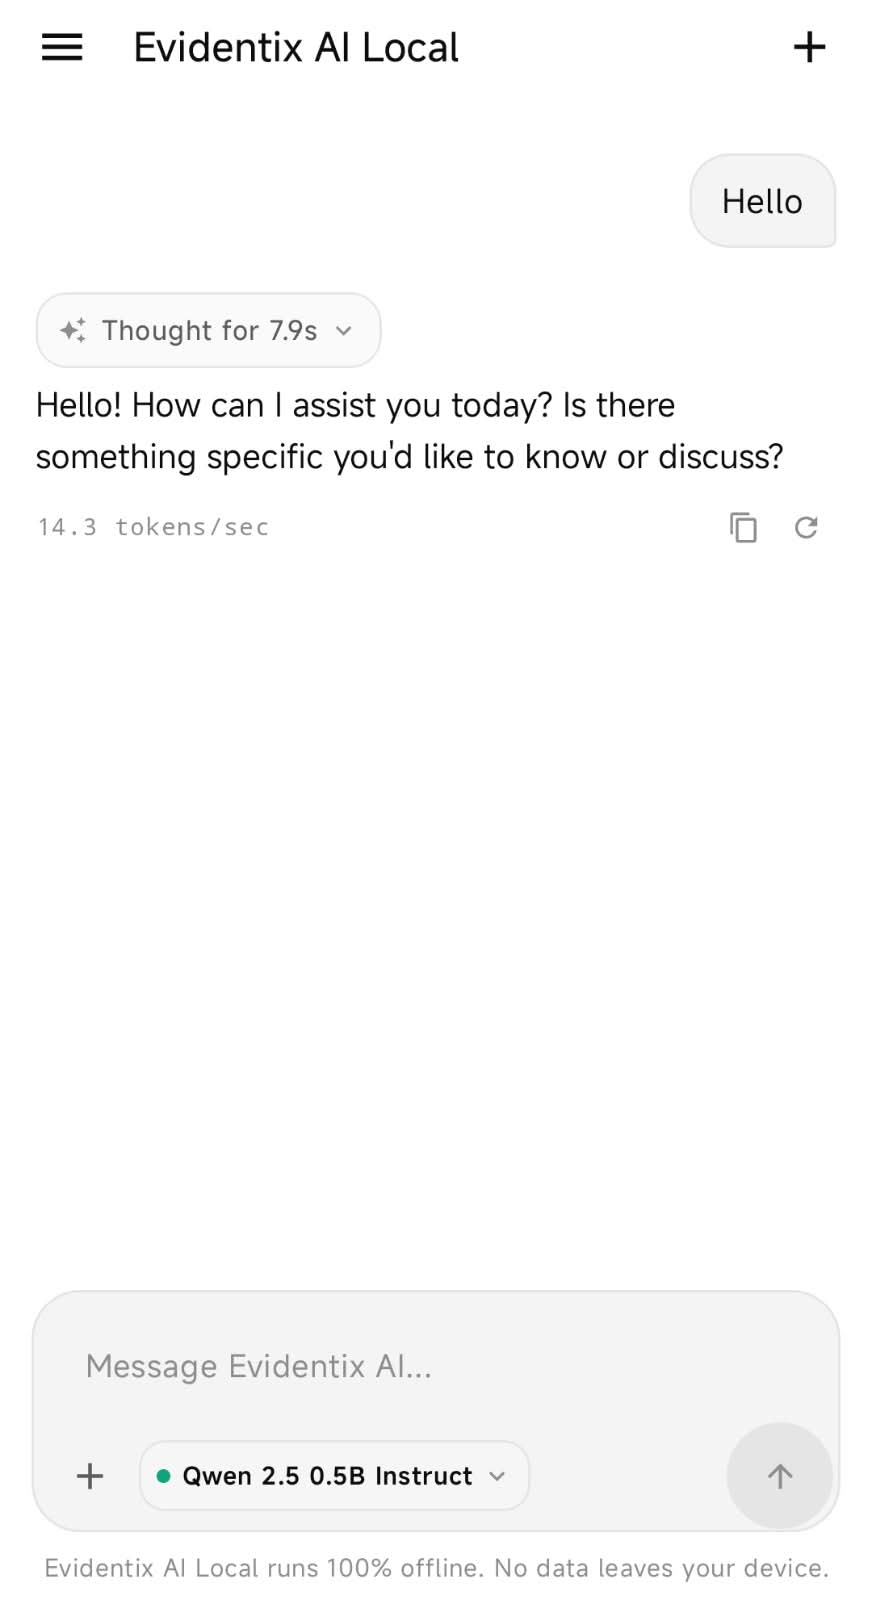 Evidentix AI Local
Hello
Thought for 7.9s
Hello! How can I assist you today? Is there
something specific you'd like to know or discuss?
14.3 tokens/sec
Message Evidentix AI...
Qwen 2.5 0.5B Instruct
Evidentix AI Local runs 100% offline. No data leaves your device.